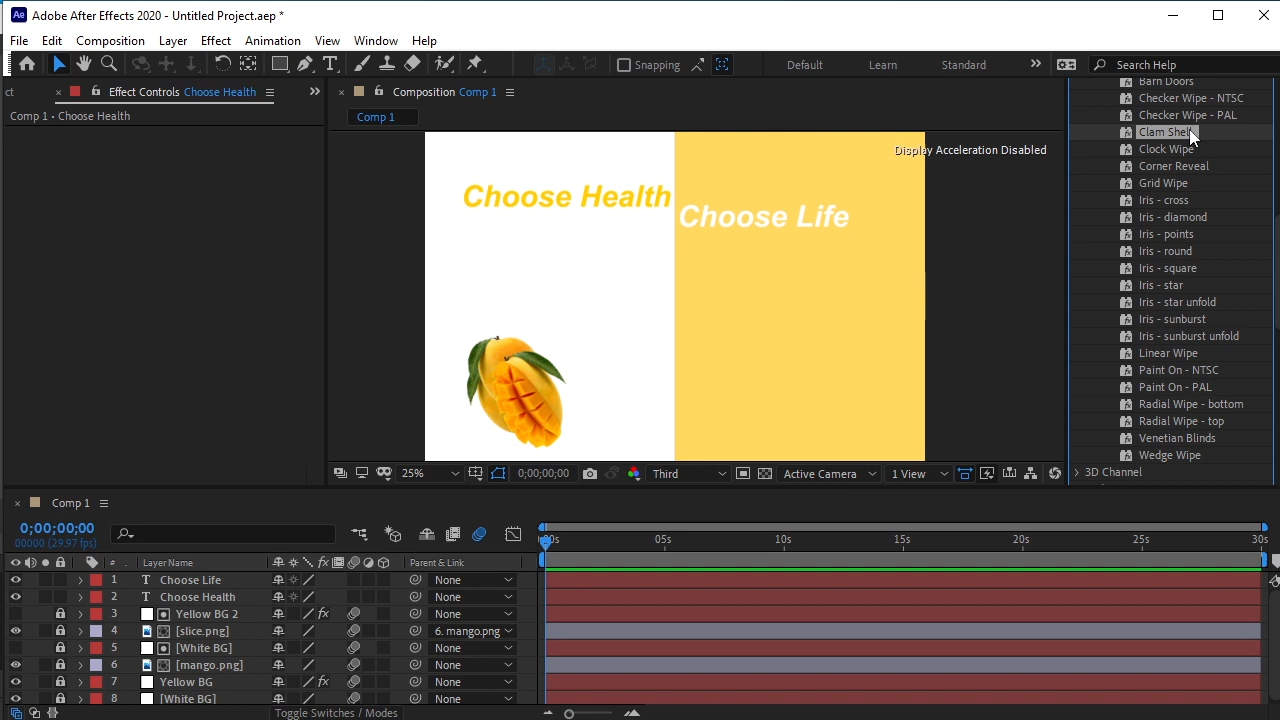 Ae Adobe After Effects 2020 - Untitled Project.aep *
File Edit Composition Layer Effect Animation View Window Help
Snapping Default Learn Standard Search Help
ct Effect Controls Choose Health
Comp 1 • Choose Health
Composition Comp 1
Comp 1
Display Acceleration Disabled
Choose Health
Choose Life
25% 0;00;00;00 Third Active Camera 1 View
Barn Doors
Checker Wipe - NTSC
Checker Wipe - PAL
Clam Shell
Clock Wipe
Corner Reveal
Grid Wipe
Iris - cross
Iris - diamond
Iris - points
Iris - round
Iris - square
Iris - star
Iris - star unfold
Iris - sunburst
Iris - sunburst unfold
Linear Wipe
Paint On - NTSC
Paint On - PAL
Radial Wipe - bottom
Radial Wipe - top
Venetian Blinds
Wedge Wipe
3D Channel
Comp 1
0;00;00;00
00000 (29.97 fps)
00s 05s 10s 15s 20s 25s 30s
# Layer Name Parent & Link
1 T Choose Life None
2 T Choose Health None
3 Yellow BG 2 fx None
4 [slice.png] 6. mango.png
5 [White BG] None
6 [mango.png] None
7 Yellow BG fx None
8 [White BG] None
Toggle Switches / Modes